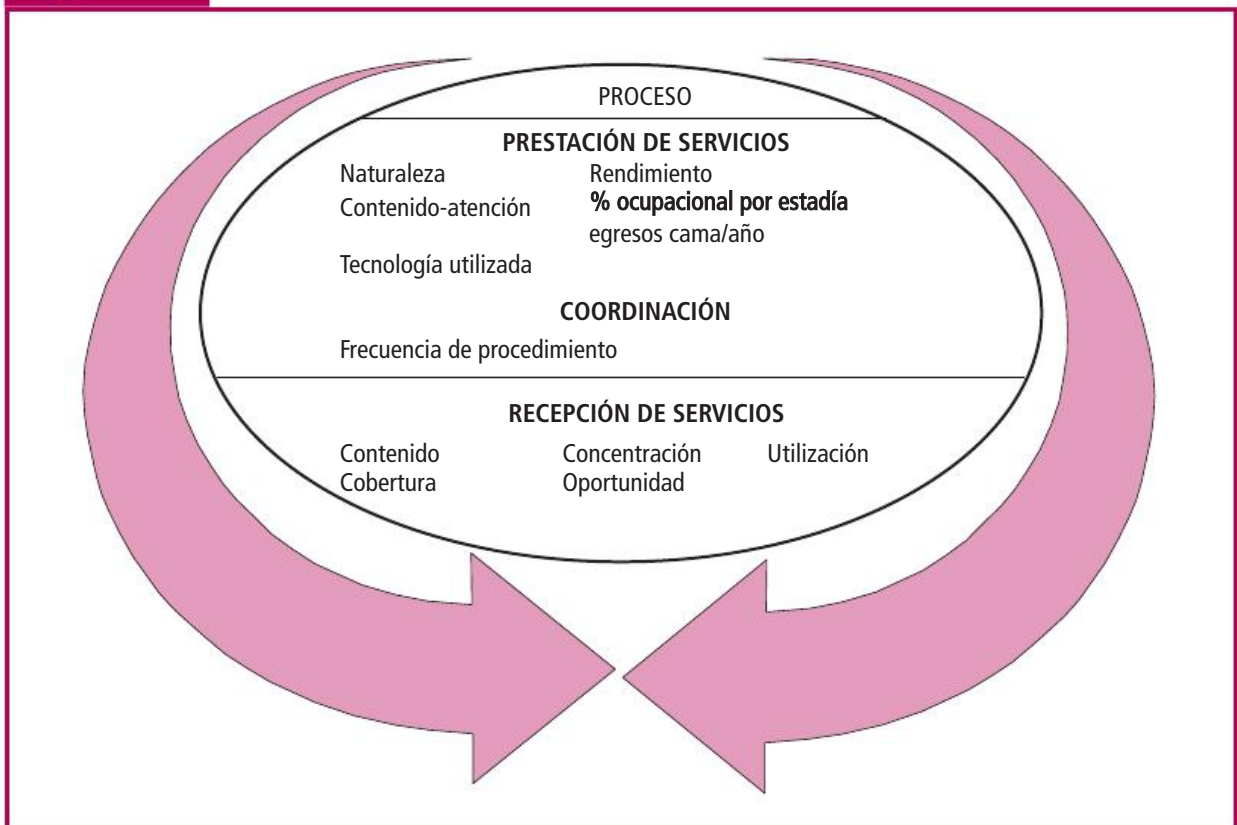 PROCESO
PRESTACIÓN DE SERVICIOS
Naturaleza Rendimiento
Contenido-atención % ocupacional por estadía
egresos cama/año
Tecnología utilizada
COORDINACIÓN
Frecuencia de procedimiento
RECEPCIÓN DE SERVICIOS
Contenido Concentración Utilización
Cobertura Oportunidad